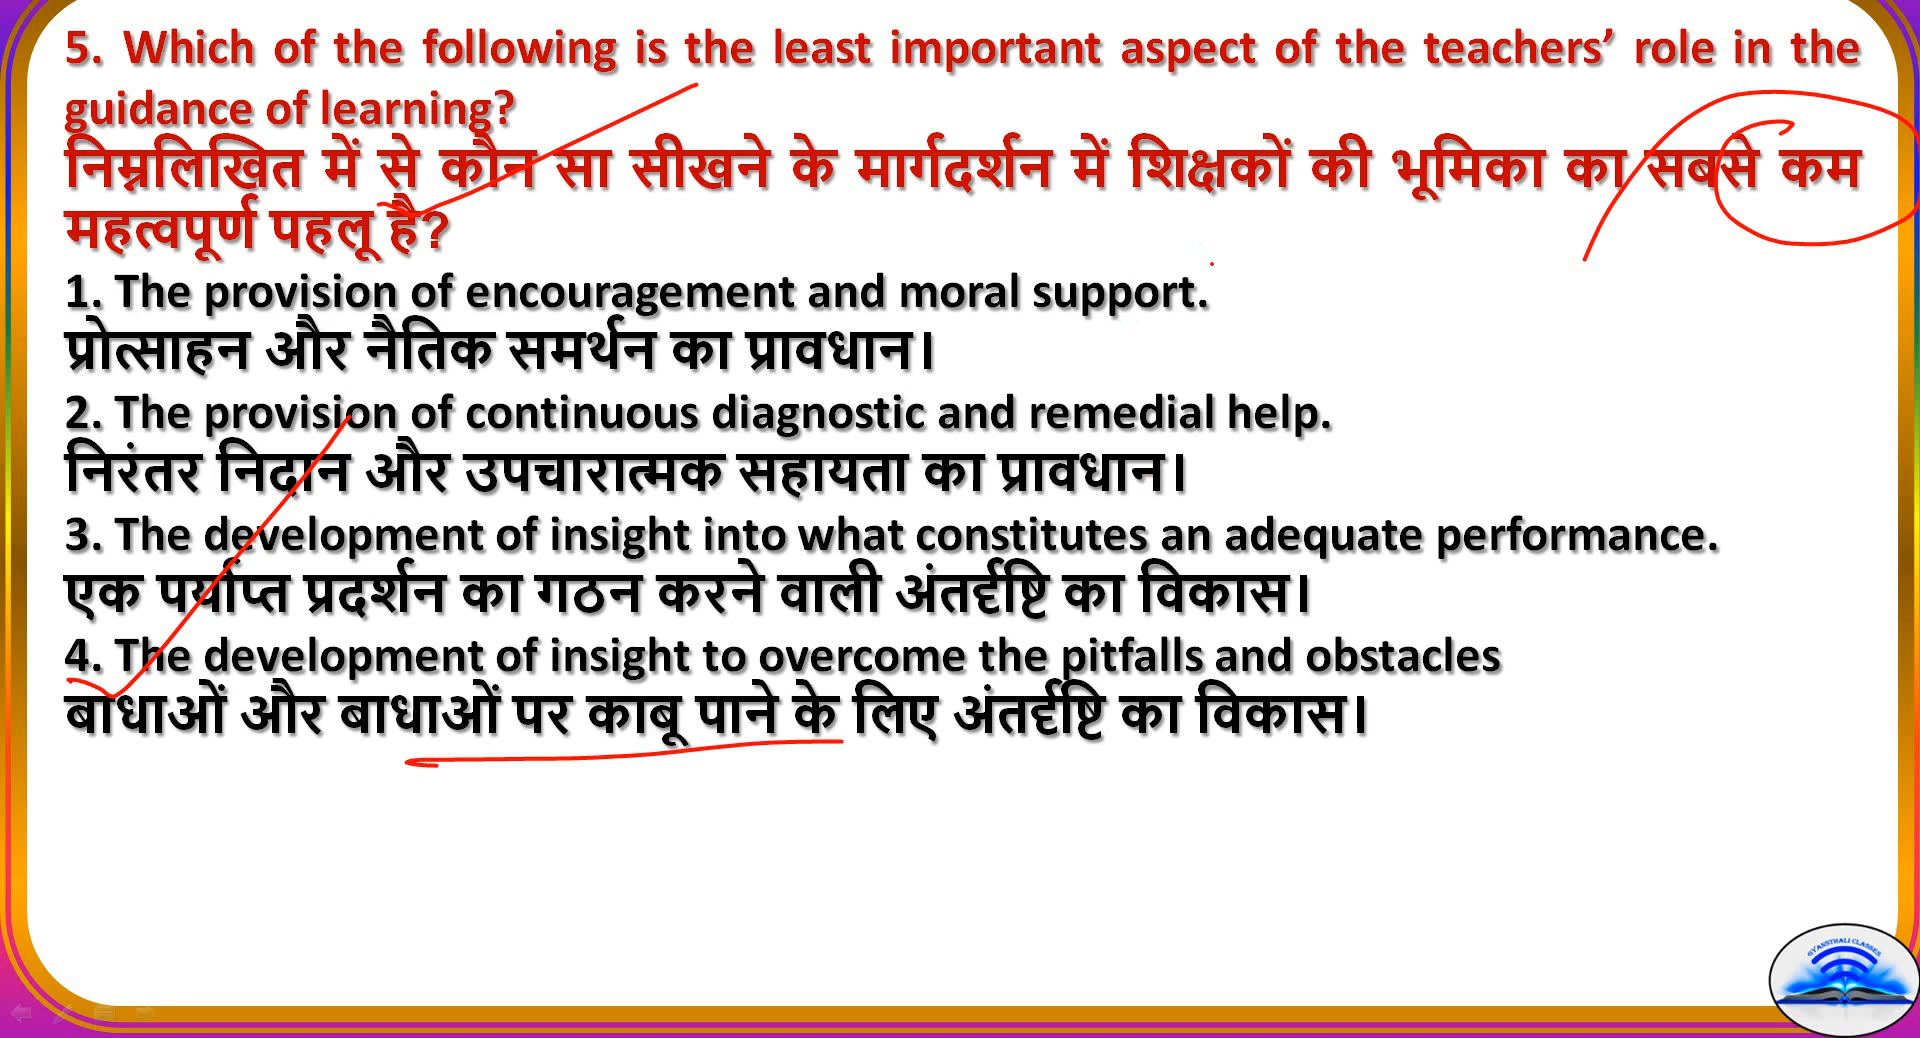 5. Which of the following is the least important aspect of the teachers’ role in the
guidance of learning?
निम्नलिखित में से कौन सा सीखने के मार्गदर्शन में शिक्षकों की भूमिका का सबसे कम
महत्वपूर्ण पहलू है?
1. The provision of encouragement and moral support.
प्रोत्साहन और नैतिक समर्थन का प्रावधान।
2. The provision of continuous diagnostic and remedial help.
निरंतर निदान और उपचारात्मक सहायता का प्रावधान।
3. The development of insight into what constitutes an adequate performance.
एक पर्याप्त प्रदर्शन का गठन करने वाली अंतर्दृष्टि का विकास।
4. The development of insight to overcome the pitfalls and obstacles
बाधाओं और बाधाओं पर काबू पाने के लिए अंतर्दृष्टि का विकास।
GYANSTHALI CLASSES